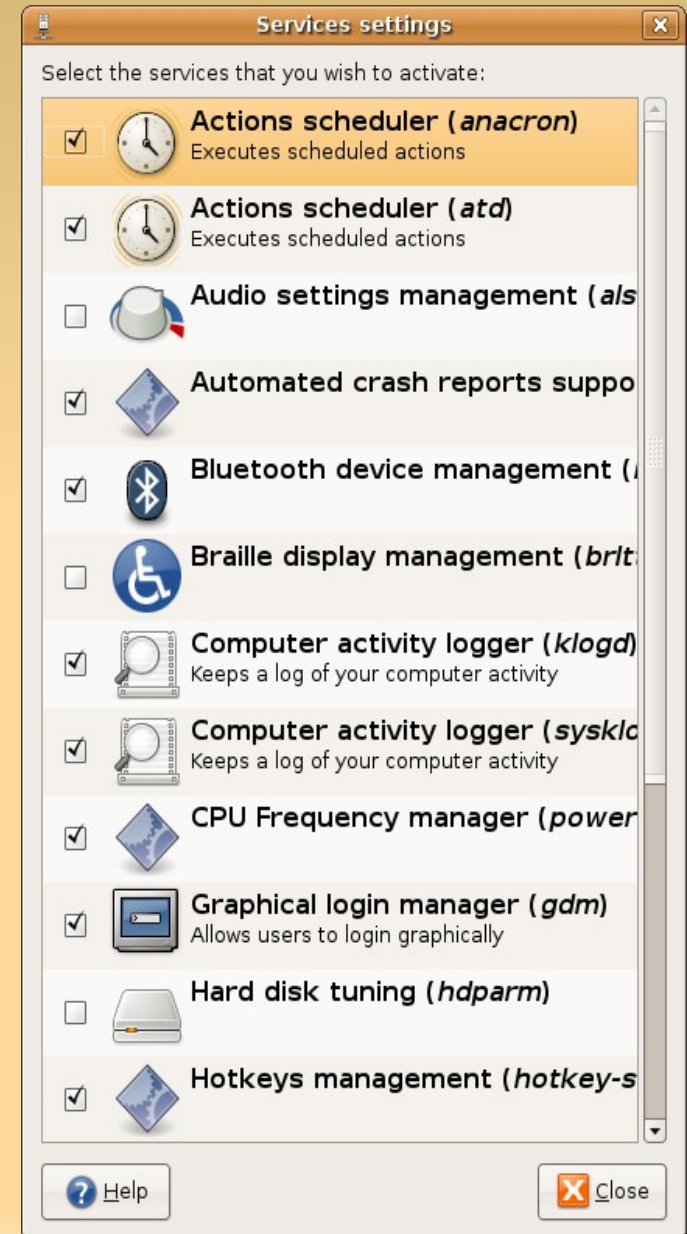 Services settings
Select the services that you wish to activate:
Actions scheduler (anacron)
Executes scheduled actions
Actions scheduler (atd)
Executes scheduled actions
Audio settings management (als
Automated crash reports suppo
Bluetooth device management (
Braille display management (brltt
Computer activity logger (klogd)
Keeps a log of your computer activity
Computer activity logger (sysklo
Keeps a log of your computer activity
CPU Frequency manager (power
Graphical login manager (gdm)
Allows users to login graphically
Hard disk tuning (hdparm)
Hotkeys management (hotkey-s
Help
Close